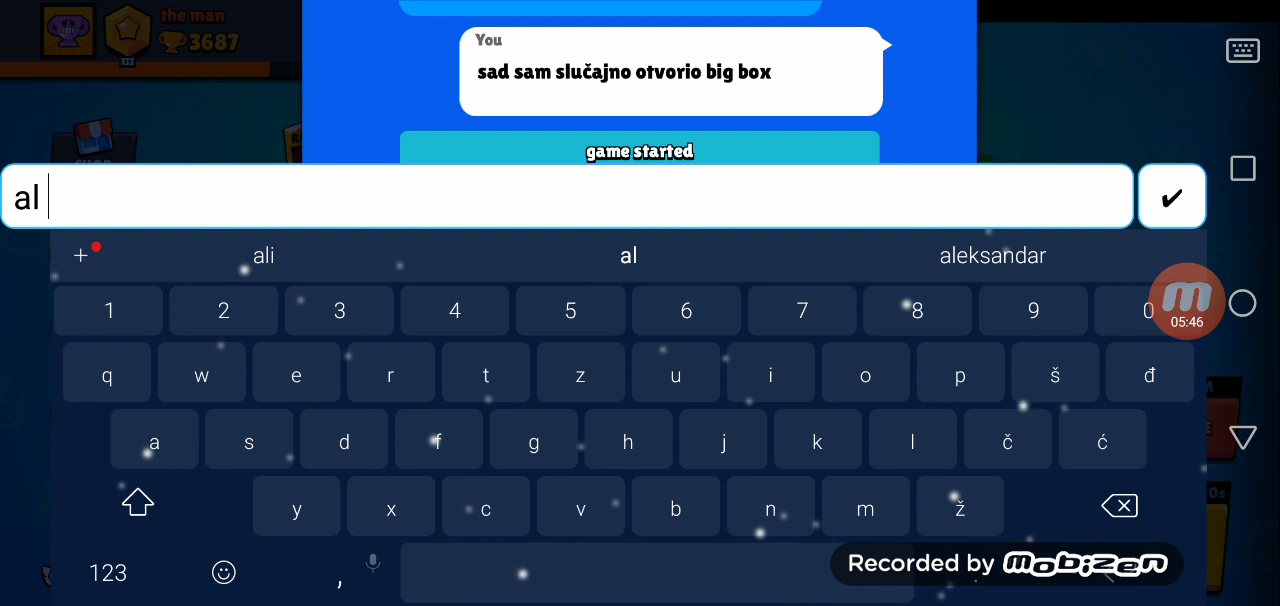 the man
3687
You
sad sam slučajno otvorio big box
SHOP
game started
al
✔
+ ali al aleksandar
1 2 3 4 5 6 7 8 9 0
05:46
q w e r t z u i o p š đ
a s d f g h j k l č ć
y x c v b n m ž
123 ,
Recorded by mobizen